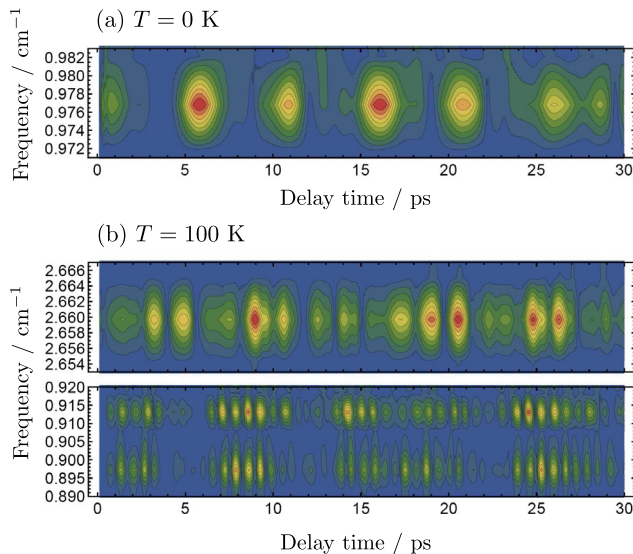 (a) T = 0 K
Frequency / cm⁻¹
0.982
0.980
0.978
0.976
0.974
0.972
0 5 10 15 20 25 30
Delay time / ps
(b) T = 100 K
Frequency / cm⁻¹
2.666
2.664
2.662
2.660
2.658
2.656
2.654
0.920
0.915
0.910
0.905
0.900
0.895
0.890
0 5 10 15 20 25 30
Delay time / ps